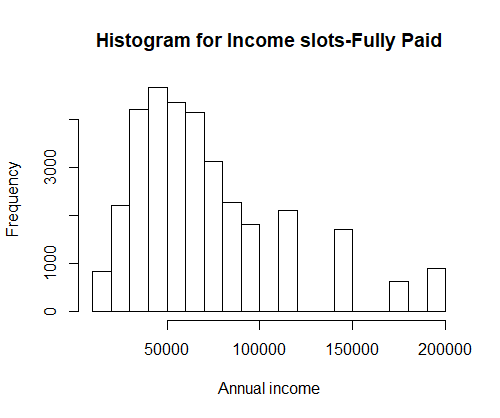 Histogram for Income slots-Fully Paid
Frequency
3000
1000
0
50000 100000 150000 200000
Annual income